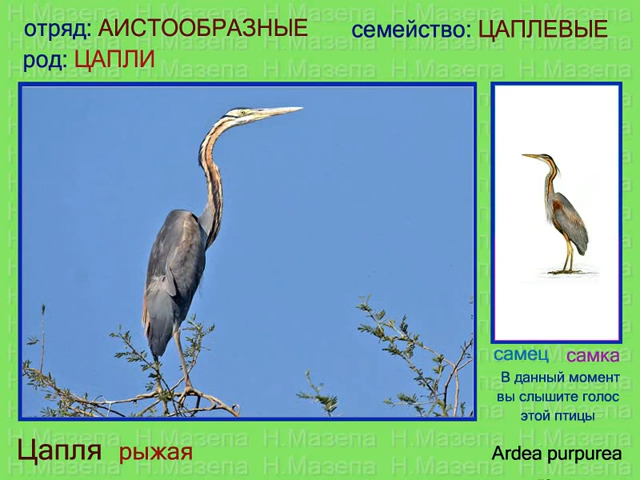 отряд: АИСТООБРАЗНЫЕ семейство: ЦАПЛЕВЫЕ
род: ЦАПЛИ
самец самка
В данный момент
вы слышите голос
этой птицы
Цапля рыжая
Ardea purpurea
Н.Мазепа